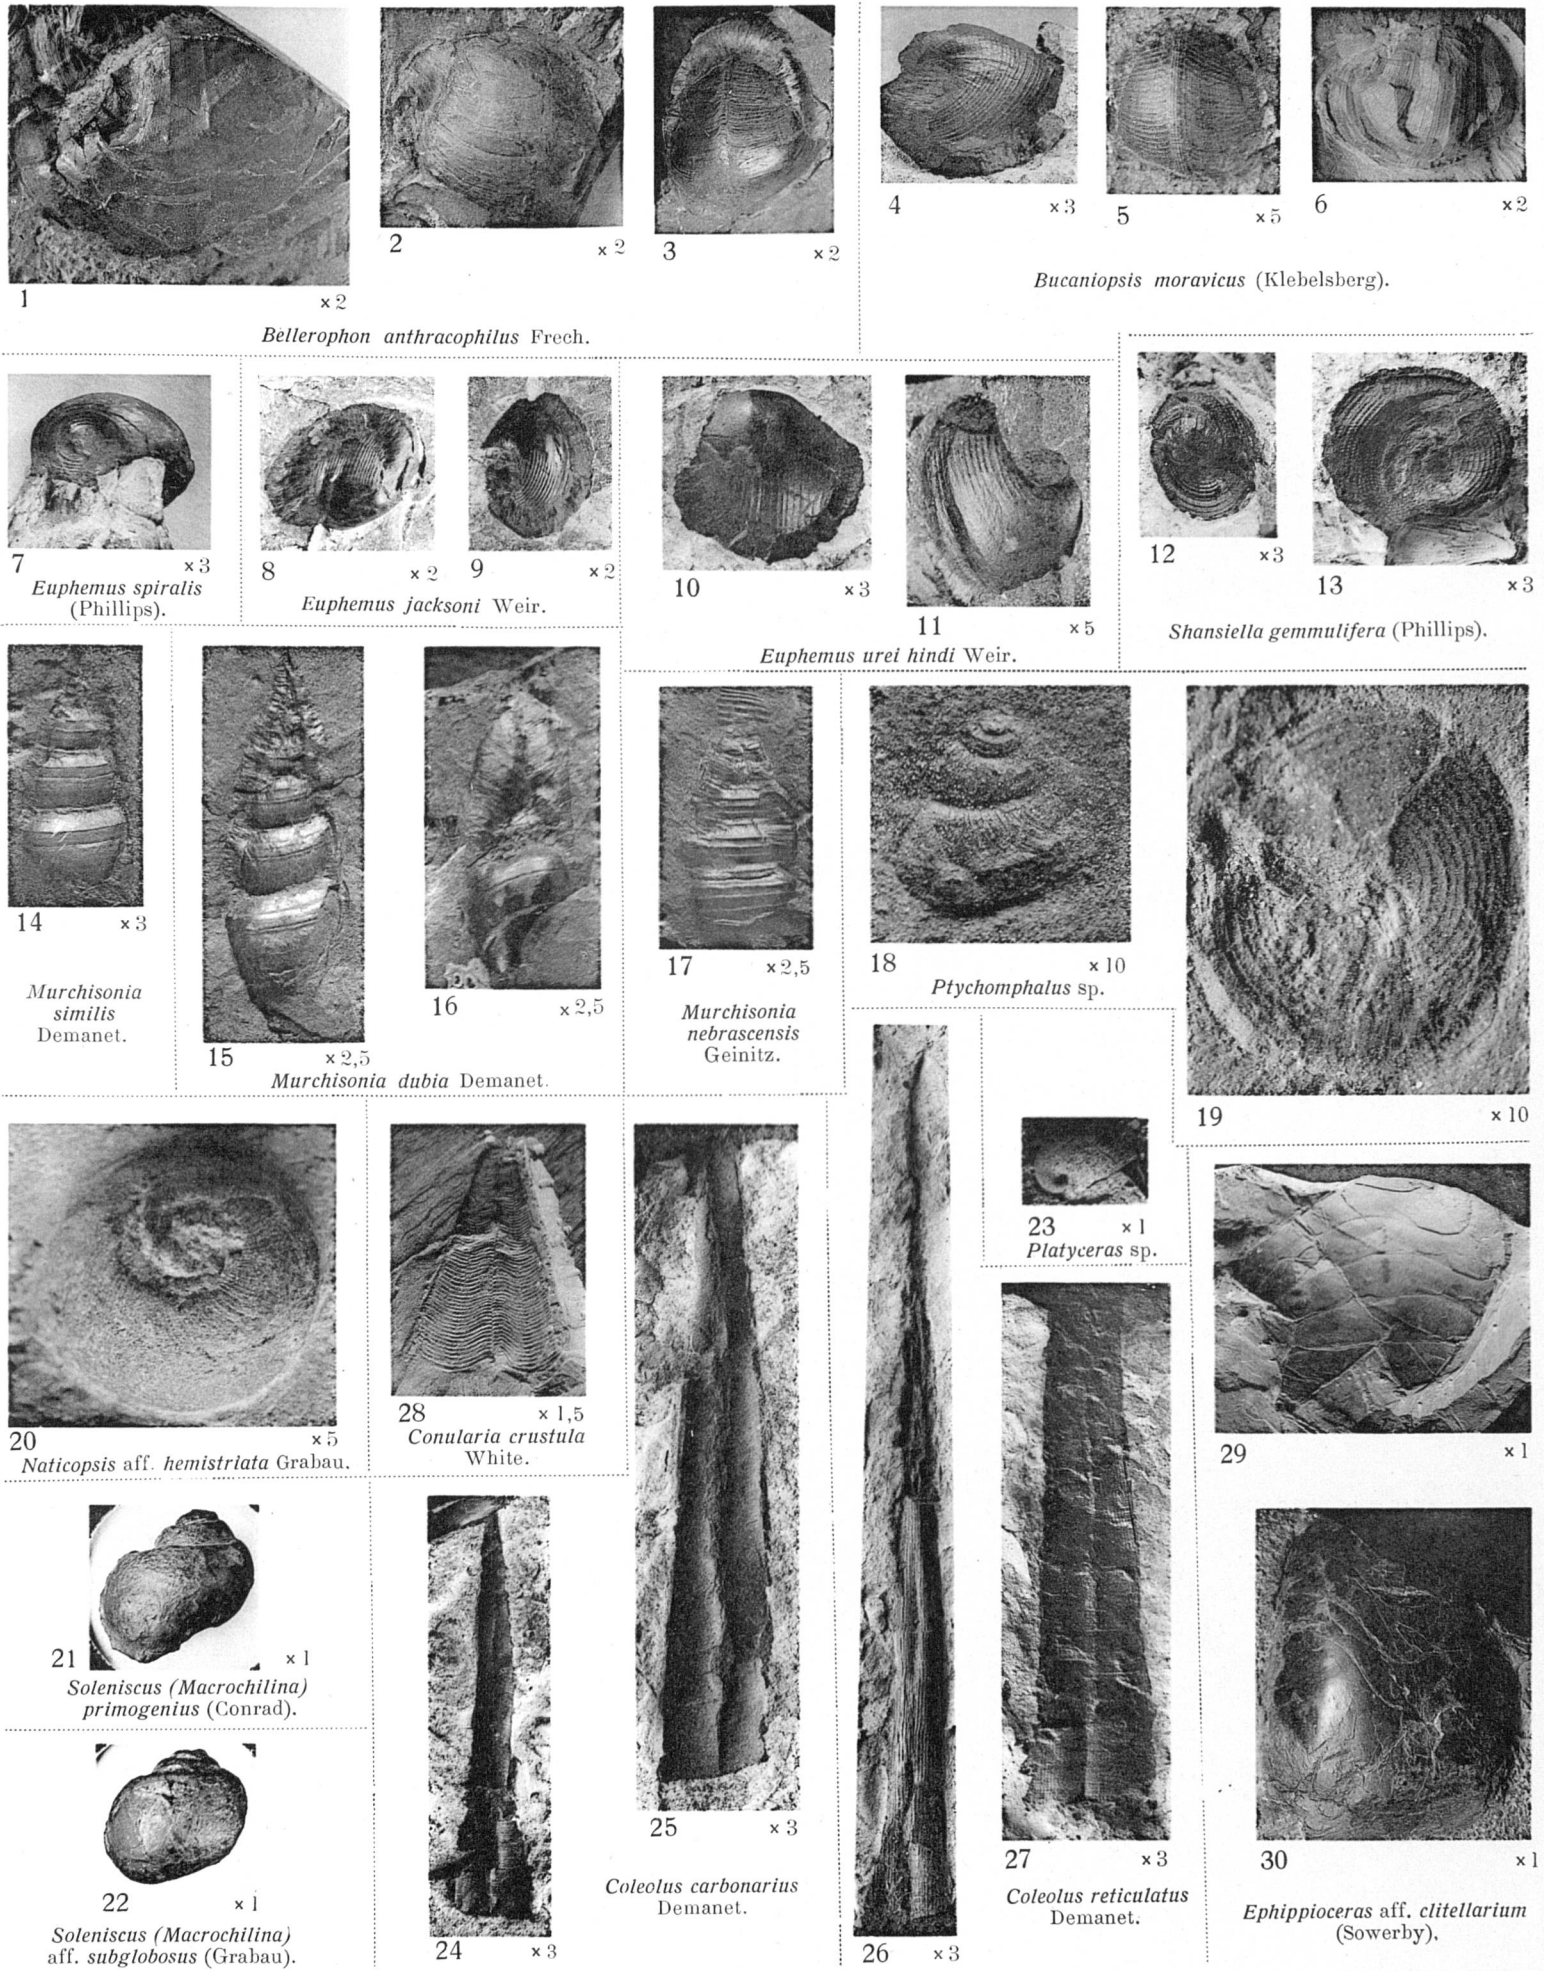 1 ×2
2 ×2
3 ×2
Bellerophon anthracophilus Frech.
4 ×3
5 ×5
6 ×2
Bucaniopsis moravicus (Klebelsberg).
7 ×3
Euphemus spiralis
(Phillips).
8 ×2
9 ×2
Euphemus jacksoni Weir.
10 ×3
11 ×5
Euphemus urei hindi Weir.
12 ×3
13 ×3
Shansiella gemmulifera (Phillips).
14 ×3
Murchisonia
similis
Demanet.
15 ×2,5
16 ×2,5
Murchisonia dubia Demanet.
17 ×2,5
Murchisonia
nebrascensis
Geinitz.
18 ×10
Ptychomphalus sp.
19 ×10
20 ×5
Naticopsis aff. hemistriata Grabau.
28 ×1,5
Conularia crustula
White.
23 ×1
Platyceras sp.
29 ×1
21 ×1
Soleniscus (Macrochilina)
primogenius (Conrad).
22 ×1
Soleniscus (Macrochilina)
aff. subglobosus (Grabau).
24 ×3
25 ×3
Coleolus carbonarius
Demanet.
26 ×3
27 ×3
Coleolus reticulatus
Demanet.
30 ×1
Ephippioceras aff. clitellarium
(Sowerby),